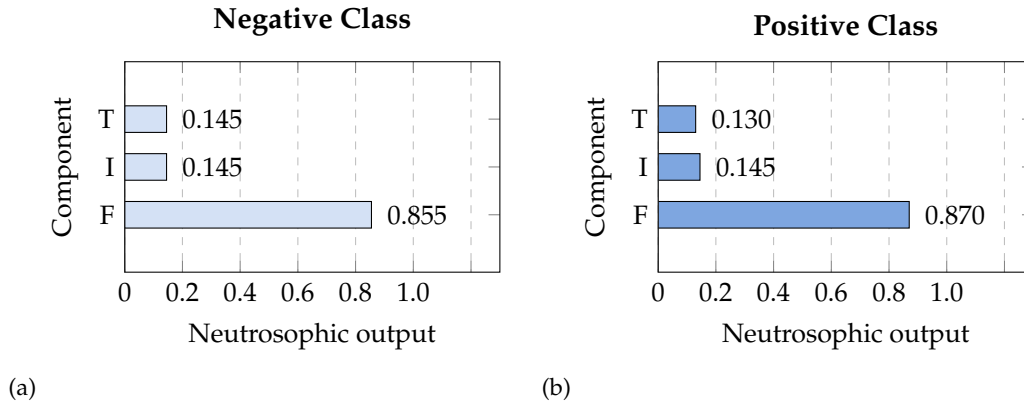 Negative Class
Component
T 0.145
I 0.145
F 0.855
0 0.2 0.4 0.6 0.8 1.0
Neutrosophic output
(a)
Positive Class
Component
T 0.130
I 0.145
F 0.870
0 0.2 0.4 0.6 0.8 1.0
Neutrosophic output
(b)